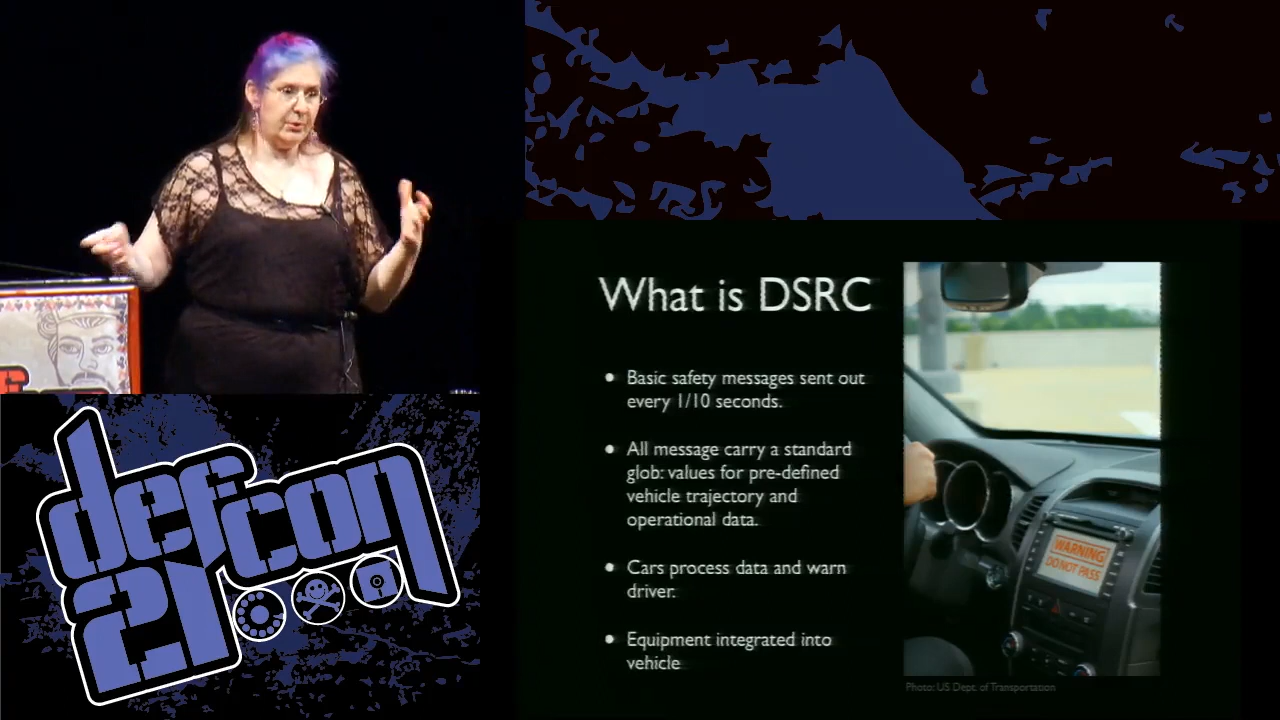 What is DSRC
Basic safety messages sent out
every 1/10 seconds.
All message carry a standard
glob: values for pre-defined
vehicle trajectory and
operational data.
Cars process data and warn
driver.
Equipment integrated into
vehicle
WARNING
DO NOT PASS
Photo: US Dept. of Transportation
defcon
21